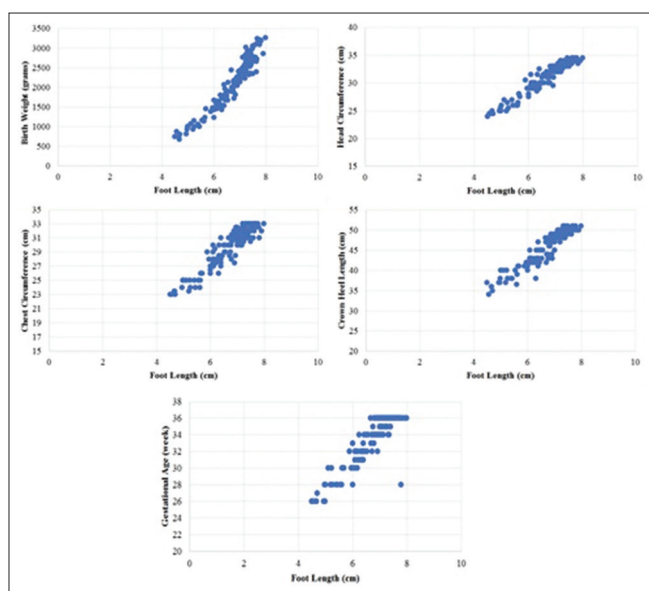 Birth Weight (grams)
3500
3000
2500
2000
1500
1000
500
0
0 2 4 6 8 10
Foot Length (cm)
Head Circumference (cm)
40
35
30
25
20
15
0 2 4 6 8 10
Foot Length (cm)
Chest Circumference (cm)
35
33
31
29
27
25
23
21
19
17
15
0 2 4 6 8 10
Foot Length (cm)
Crown Heel Length (cm)
55
50
45
40
35
30
25
20
0 2 4 6 8 10
Foot Length (cm)
Gestational Age (week)
38
36
34
32
30
28
26
24
22
20
0 2 4 6 8 10
Foot Length (cm)